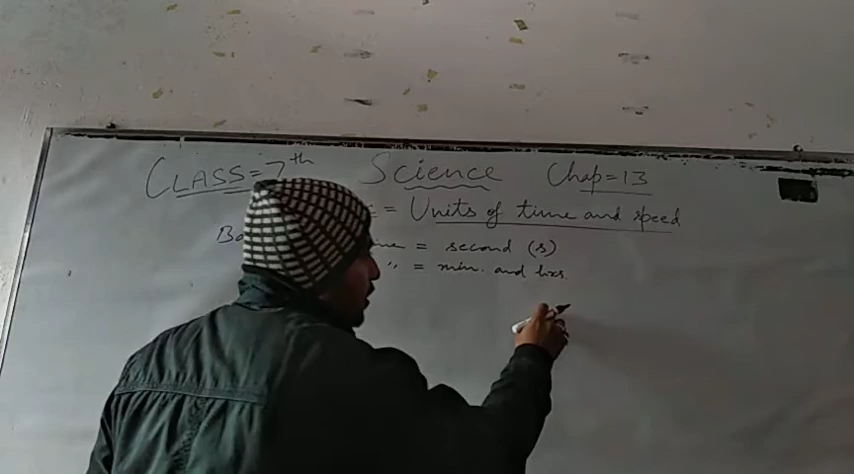 CLASS=7th Science Chap=13
= Units of time and speed
= second (s)
" = min. and hrs.